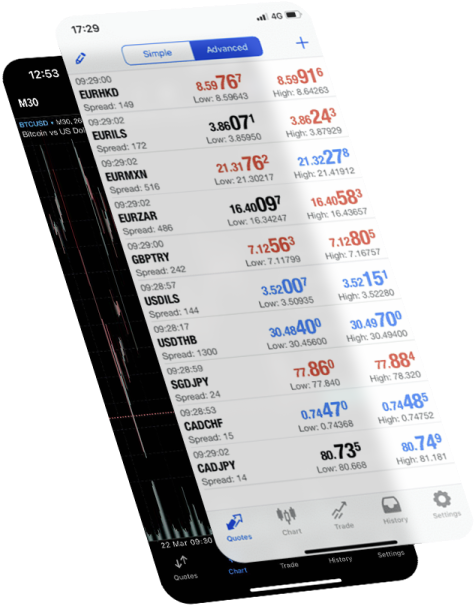 17:29
4G
Simple
Advanced
09:29:00
EURHKD
Spread: 149
8.59767
Low: 8.59643
8.59916
High: 8.64263
09:29:02
EURILS
Spread: 172
3.86071
Low: 3.85950
3.86243
High: 3.87929
09:29:02
EURMXN
Spread: 516
21.31762
Low: 21.30217
21.32278
High: 21.41912
09:29:02
EURZAR
Spread: 486
16.40097
Low: 16.34247
16.40583
High: 16.43657
09:29:00
GBPTRY
Spread: 242
7.12563
Low: 7.11799
7.12805
High: 7.16757
09:28:57
USDILS
Spread: 144
3.52007
Low: 3.50935
3.52151
High: 3.52280
09:28:17
USDTHB
Spread: 1300
30.48400
Low: 30.45600
30.49700
High: 30.49400
09:28:59
SGDJPY
Spread: 24
77.860
Low: 77.840
77.884
High: 78.320
09:28:53
CADCHF
Spread: 15
0.74470
Low: 0.74368
0.74485
High: 0.74752
09:29:02
CADJPY
Spread: 14
80.735
Low: 80.668
80.749
High: 81.181
Quotes
Chart
Trade
History
Settings
12:53
M30
BTCUSD • M30,
Bitcoin vs US
22 Mar 09:30
Quotes
Chart
Trade
History
Settings